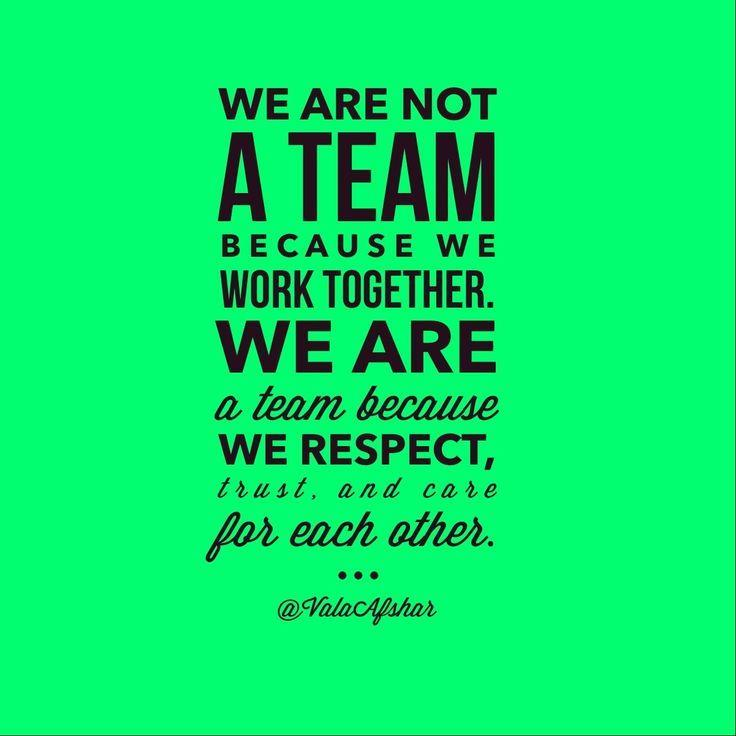 WE ARE NOT
A TEAM
BECAUSE WE
WORK TOGETHER.
WE ARE
a team because
WE RESPECT,
trust, and care
for each other.
...
@ValaAfshar